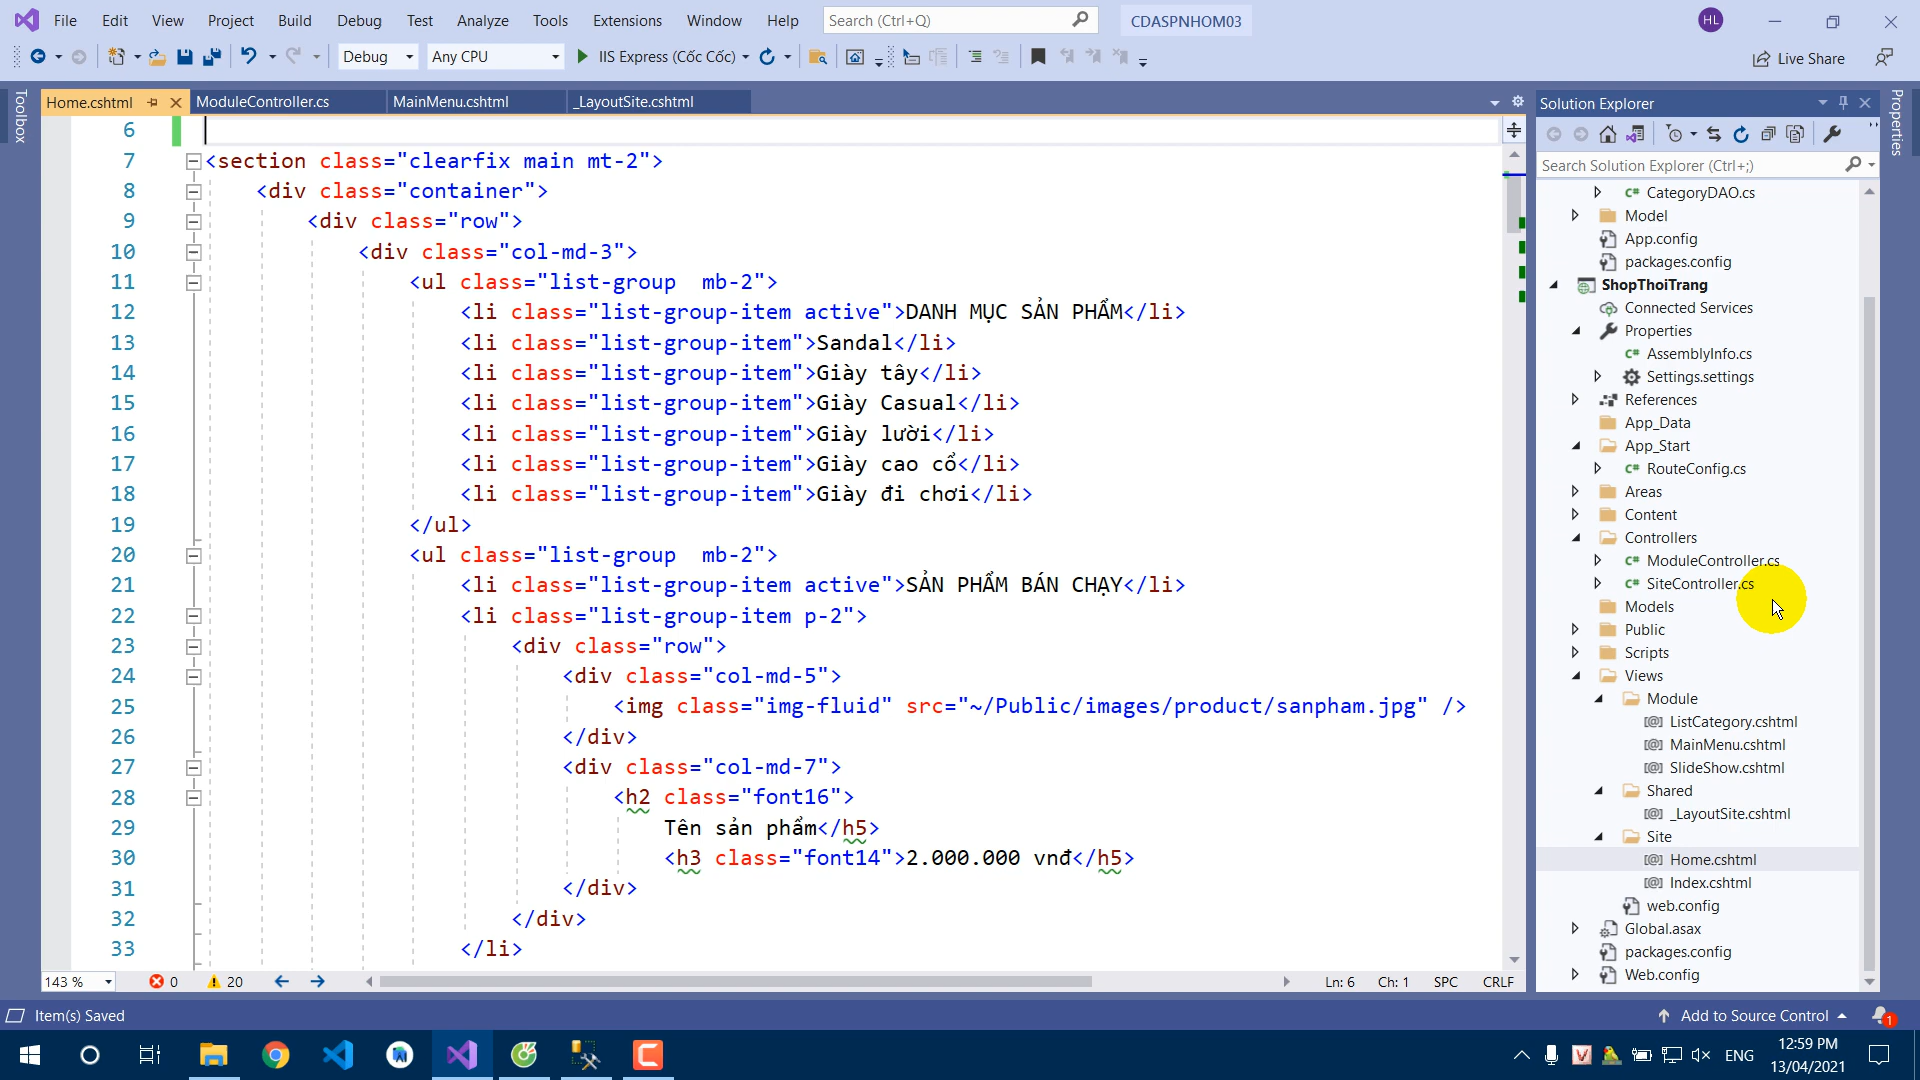 File Edit View Project Build Debug Test Analyze Tools Extensions Window Help Search (Ctrl+Q) CDASPNHOM03 HL
Debug Any CPU IIS Express (Cốc Cốc) Live Share
Toolbox
Home.cshtml ModuleController.cs MainMenu.cshtml _LayoutSite.cshtml
6
7 <section class="clearfix main mt-2">
8 <div class="container">
9 <div class="row">
10 <div class="col-md-3">
11 <ul class="list-group  mb-2">
12 <li class="list-group-item active">DANH MỤC SẢN PHẨM</li>
13 <li class="list-group-item">Sandal</li>
14 <li class="list-group-item">Giày tây</li>
15 <li class="list-group-item">Giày Casual</li>
16 <li class="list-group-item">Giày lười</li>
17 <li class="list-group-item">Giày cao cổ</li>
18 <li class="list-group-item">Giày đi chơi</li>
19 </ul>
20 <ul class="list-group  mb-2">
21 <li class="list-group-item active">SẢN PHẨM BÁN CHẠY</li>
22 <li class="list-group-item p-2">
23 <div class="row">
24 <div class="col-md-5">
25 <img class="img-fluid" src="~/Public/images/product/sanpham.jpg" />
26 </div>
27 <div class="col-md-7">
28 <h2 class="font16">
29 Tên sản phẩm</h5>
30 <h3 class="font14">2.000.000 vnđ</h5>
31 </div>
32 </div>
33 </li>
143 % 0 20 Ln: 6 Ch: 1 SPC CRLF
Solution Explorer
Search Solution Explorer (Ctrl+;)
CategoryDAO.cs
Model
App.config
packages.config
ShopThoiTrang
Connected Services
Properties
AssemblyInfo.cs
Settings.settings
References
App_Data
App_Start
RouteConfig.cs
Areas
Content
Controllers
ModuleController.cs
SiteController.cs
Models
Public
Scripts
Views
Module
ListCategory.cshtml
MainMenu.cshtml
SlideShow.cshtml
Shared
_LayoutSite.cshtml
Site
Home.cshtml
Index.cshtml
web.config
Global.asax
packages.config
Web.config
Properties
Item(s) Saved Add to Source Control 1
ENG 12:59 PM
13/04/2021